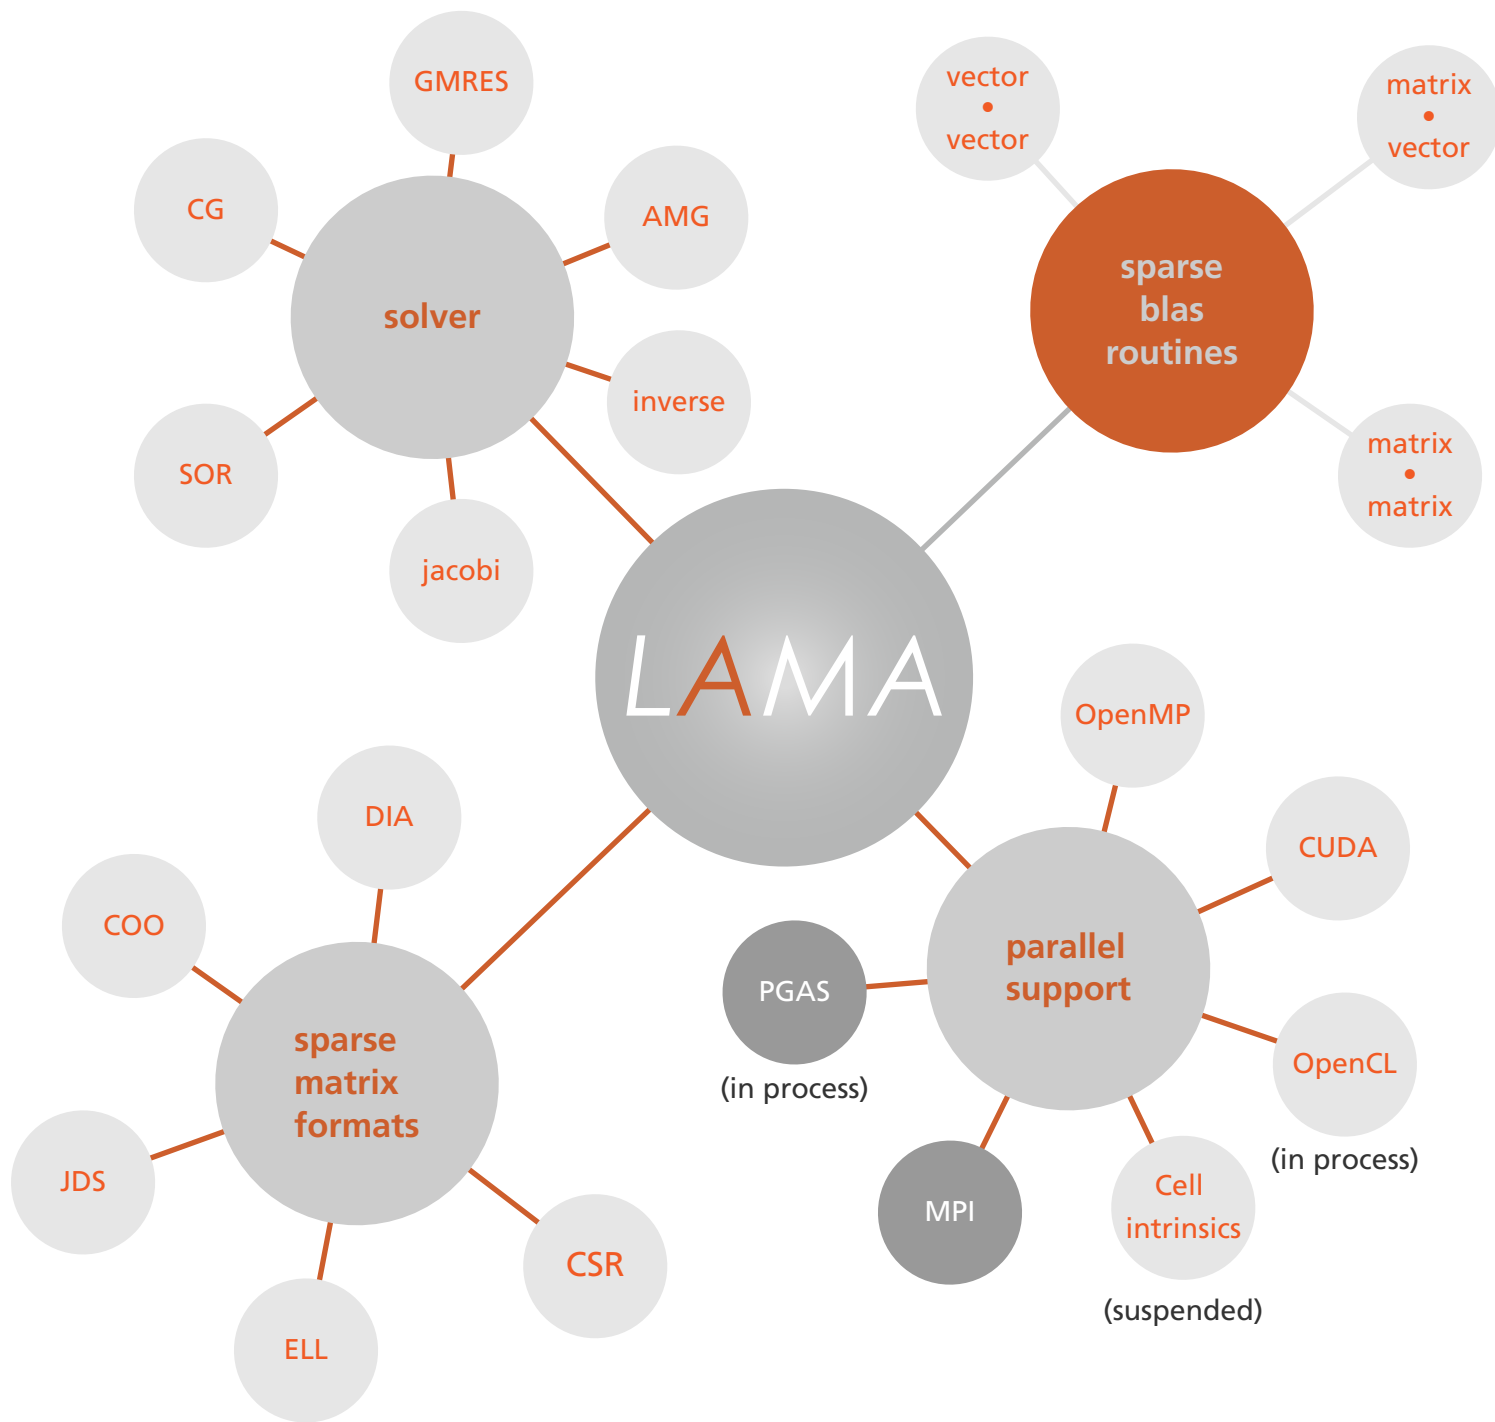 GMRES
CG
AMG
solver
inverse
SOR
jacobi
vector
•
vector
matrix
•
vector
sparse
blas
routines
matrix
•
matrix
LAMA
DIA
COO
sparse
matrix
formats
JDS
ELL
CSR
OpenMP
CUDA
parallel
support
PGAS
(in process)
OpenCL
(in process)
MPI
Cell
intrinsics
(suspended)